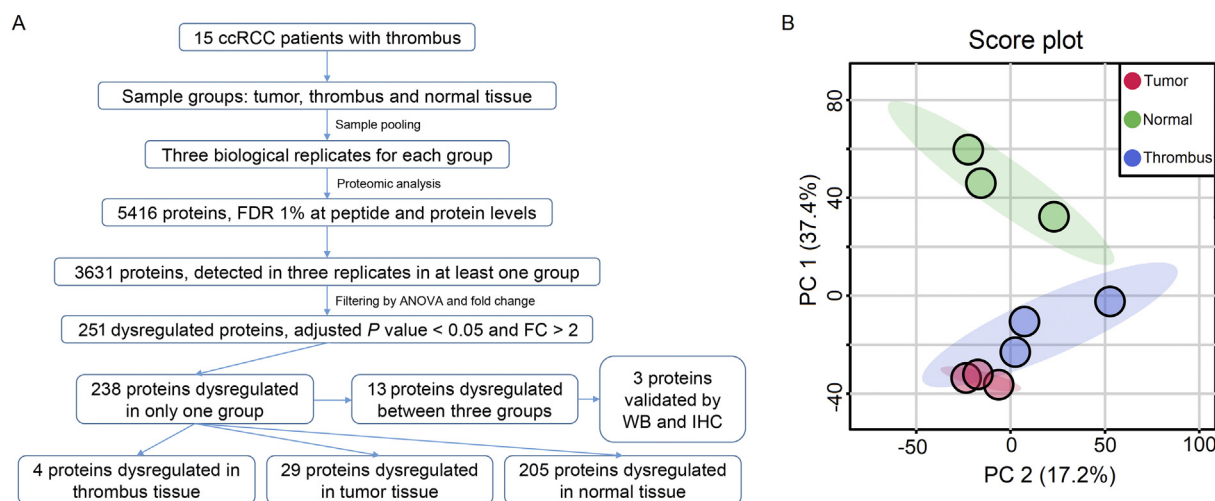 A
15 ccRCC patients with thrombus
Sample groups: tumor, thrombus and normal tissue
Sample pooling
Three biological replicates for each group
Proteomic analysis
5416 proteins, FDR 1% at peptide and protein levels
3631 proteins, detected in three replicates in at least one group
Filtering by ANOVA and fold change
251 dysregulated proteins, adjusted P value < 0.05 and FC > 2
238 proteins dysregulated
in only one group
13 proteins dysregulated
between three groups
3 proteins
validated by
WB and IHC
4 proteins dysregulated in
thrombus tissue
29 proteins dysregulated
in tumor tissue
205 proteins dysregulated
in normal tissue
B
Score plot
Tumor
Normal
Thrombus
PC 1 (37.4%)
80
40
0
-40
-50
0
50
100
PC 2 (17.2%)